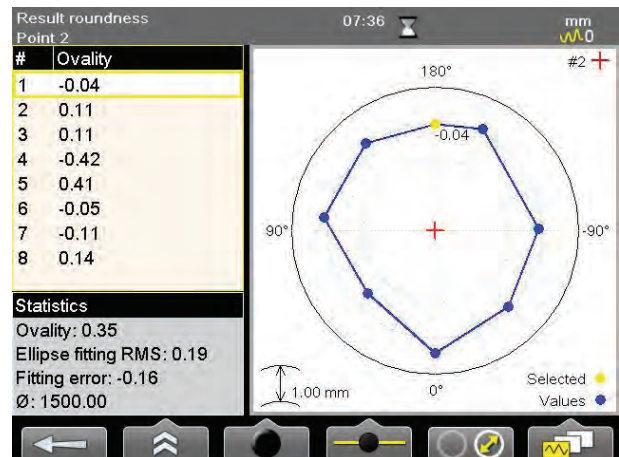 Result roundness
Point 2
07:36
mm
0
# Ovality
1 -0.04
2 0.11
3 0.11
4 -0.42
5 0.41
6 -0.05
7 -0.11
8 0.14
Statistics
Ovality: 0.35
Ellipse fitting RMS: 0.19
Fitting error: -0.16
Ø: 1500.00
#2
180°
-0.04
90°
-90°
0°
1.00 mm
Selected
Values